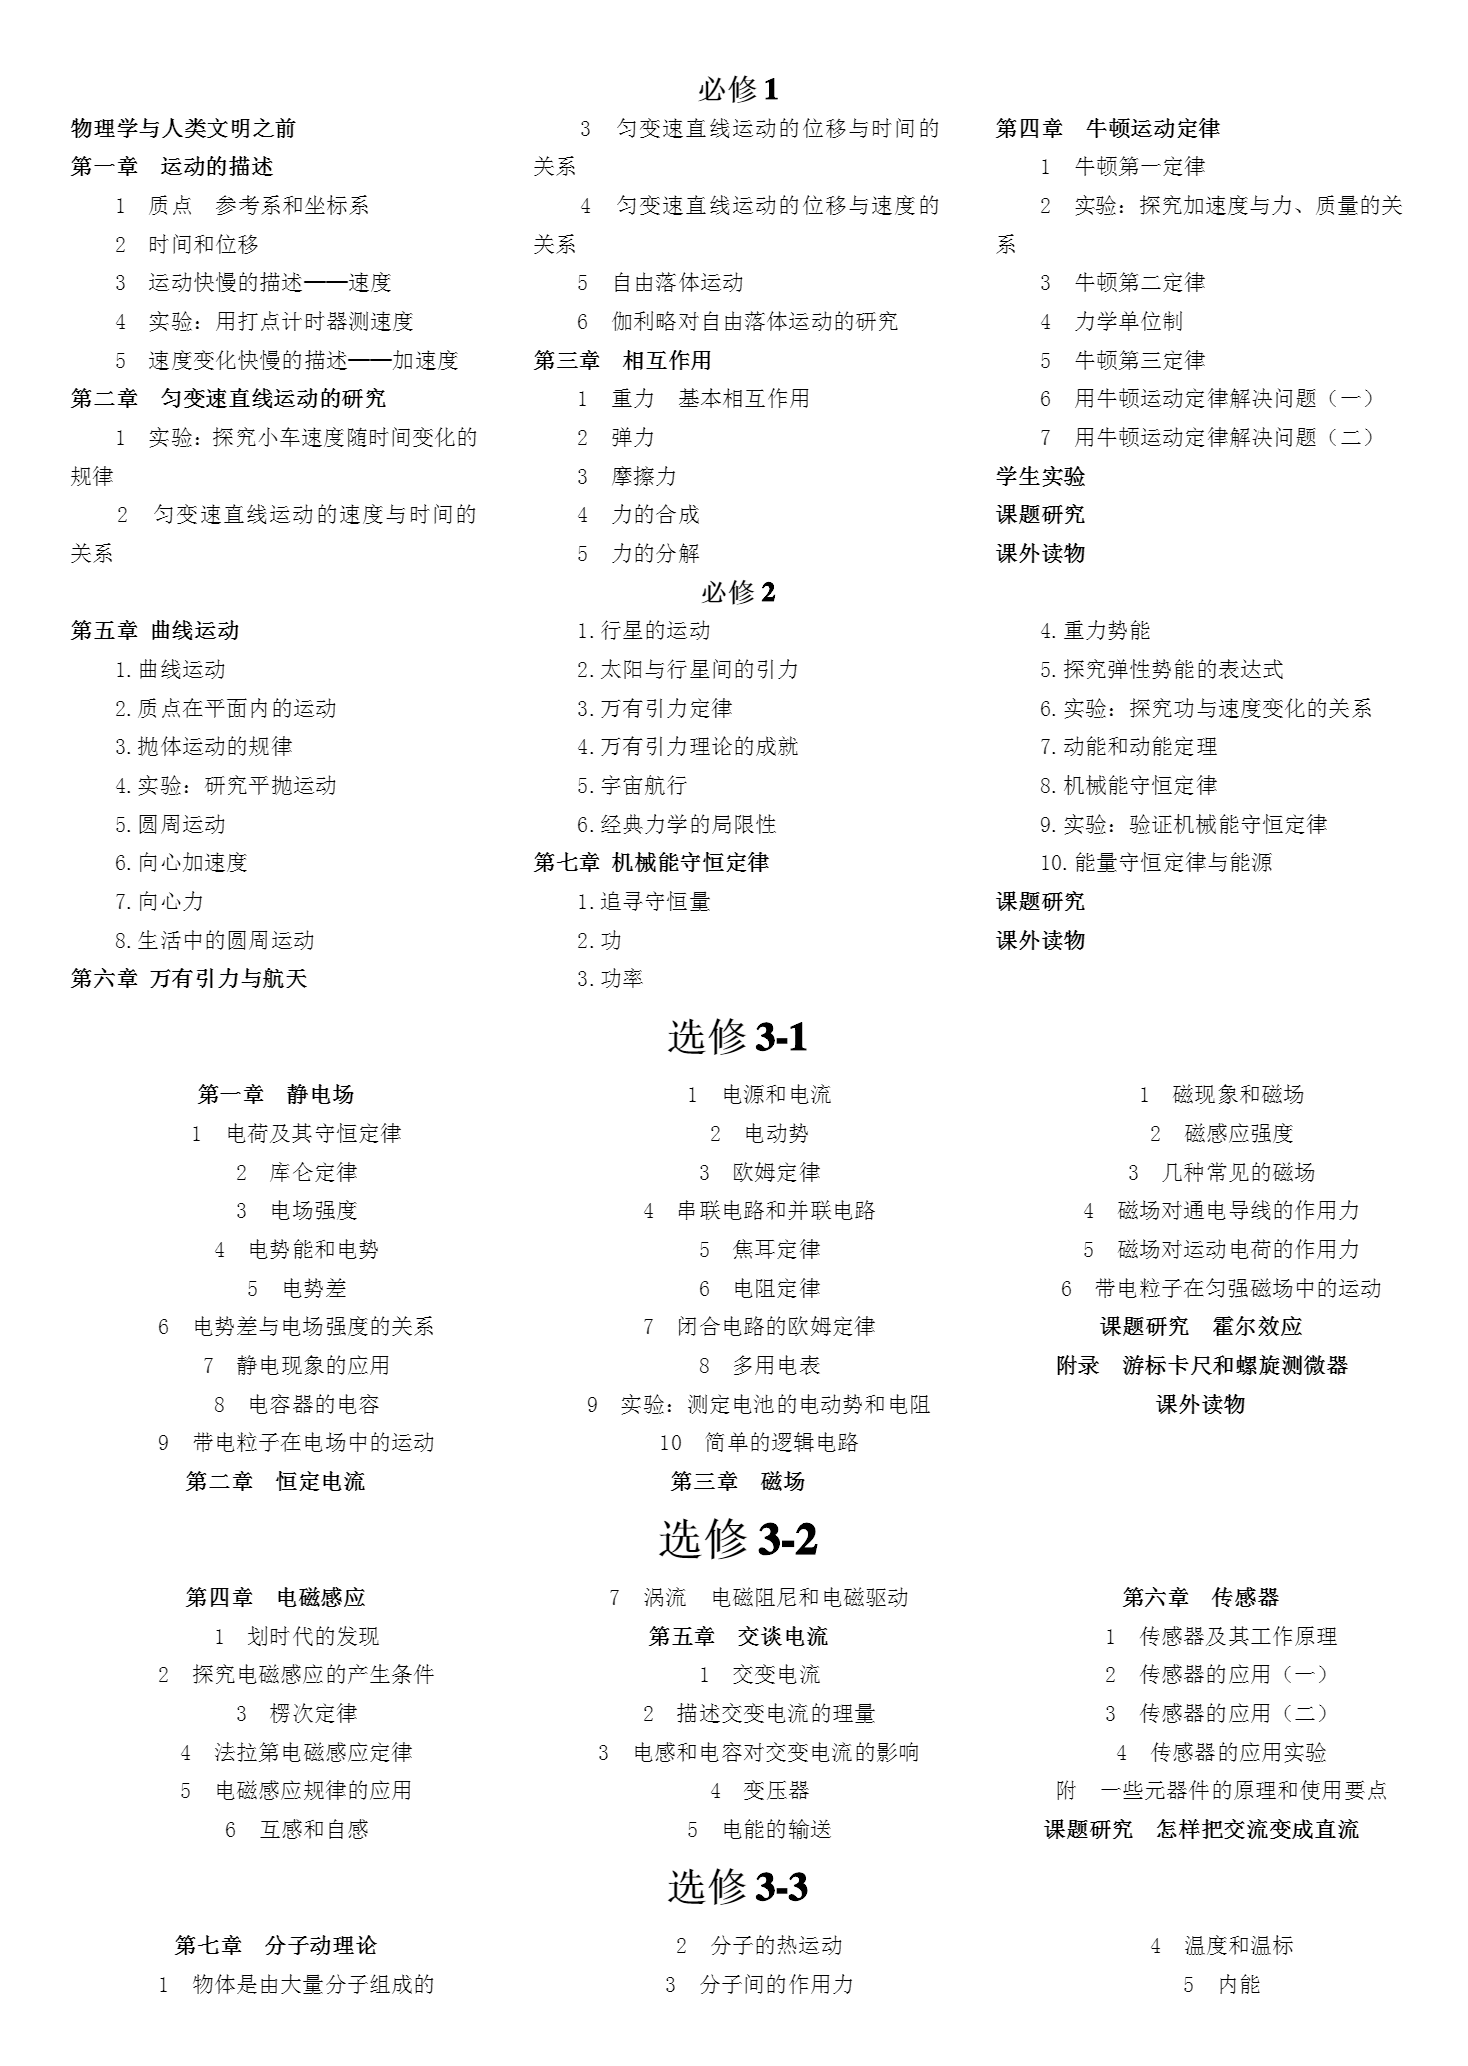 必修1
物理学与人类文明之前
第一章　运动的描述
1　质点　参考系和坐标系
2　时间和位移
3　运动快慢的描述——速度
4　实验：用打点计时器测速度
5　速度变化快慢的描述——加速度
第二章　匀变速直线运动的研究
1　实验：探究小车速度随时间变化的
规律
2　匀变速直线运动的速度与时间的
关系
3　匀变速直线运动的位移与时间的
关系
4　匀变速直线运动的位移与速度的
关系
5　自由落体运动
6　伽利略对自由落体运动的研究
第三章　相互作用
1　重力　基本相互作用
2　弹力
3　摩擦力
4　力的合成
5　力的分解
第四章　牛顿运动定律
1　牛顿第一定律
2　实验：探究加速度与力、质量的关
系
3　牛顿第二定律
4　力学单位制
5　牛顿第三定律
6　用牛顿运动定律解决问题（一）
7　用牛顿运动定律解决问题（二）
学生实验
课题研究
课外读物
必修2
第五章 曲线运动
1.曲线运动
2.质点在平面内的运动
3.抛体运动的规律
4.实验：研究平抛运动
5.圆周运动
6.向心加速度
7.向心力
8.生活中的圆周运动
第六章 万有引力与航天
1.行星的运动
2.太阳与行星间的引力
3.万有引力定律
4.万有引力理论的成就
5.宇宙航行
6.经典力学的局限性
第七章 机械能守恒定律
1.追寻守恒量
2.功
3.功率
4.重力势能
5.探究弹性势能的表达式
6.实验：探究功与速度变化的关系
7.动能和动能定理
8.机械能守恒定律
9.实验：验证机械能守恒定律
10.能量守恒定律与能源
课题研究
课外读物
选修3-1
第一章　静电场
1　电荷及其守恒定律
2　库仑定律
3　电场强度
4　电势能和电势
5　电势差
6　电势差与电场强度的关系
7　静电现象的应用
8　电容器的电容
9　带电粒子在电场中的运动
第二章　恒定电流
1　电源和电流
2　电动势
3　欧姆定律
4　串联电路和并联电路
5　焦耳定律
6　电阻定律
7　闭合电路的欧姆定律
8　多用电表
9　实验：测定电池的电动势和电阻
10　简单的逻辑电路
第三章　磁场
1　磁现象和磁场
2　磁感应强度
3　几种常见的磁场
4　磁场对通电导线的作用力
5　磁场对运动电荷的作用力
6　带电粒子在匀强磁场中的运动
课题研究　霍尔效应
附录　游标卡尺和螺旋测微器
课外读物
选修3-2
第四章　电磁感应
1　划时代的发现
2　探究电磁感应的产生条件
3　楞次定律
4　法拉第电磁感应定律
5　电磁感应规律的应用
6　互感和自感
7　涡流　电磁阻尼和电磁驱动
第五章　交谈电流
1　交变电流
2　描述交变电流的理量
3　电感和电容对交变电流的影响
4　变压器
5　电能的输送
第六章　传感器
1　传感器及其工作原理
2　传感器的应用（一）
3　传感器的应用（二）
4　传感器的应用实验
附　一些元器件的原理和使用要点
课题研究　怎样把交流变成直流
选修3-3
第七章　分子动理论
1　物体是由大量分子组成的
2　分子的热运动
3　分子间的作用力
4　温度和温标
5　内能